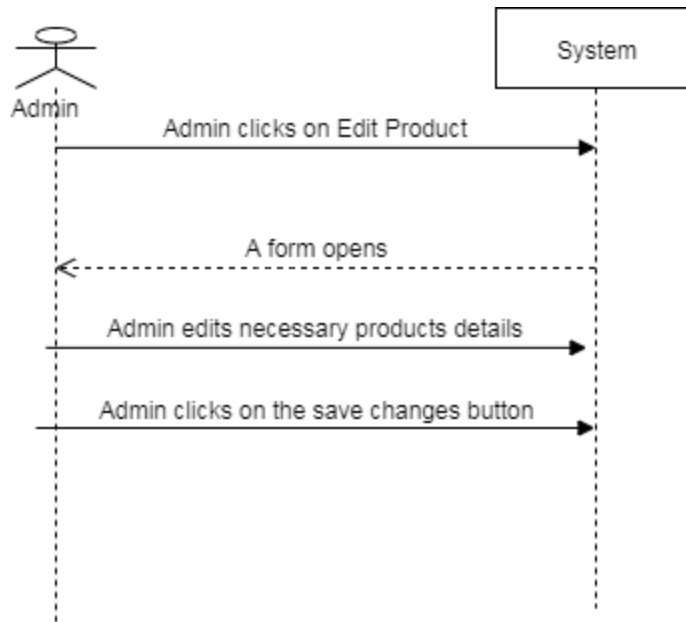 System
Admin
Admin clicks on Edit Product
A form opens
Admin edits necessary products details
Admin clicks on the save changes button